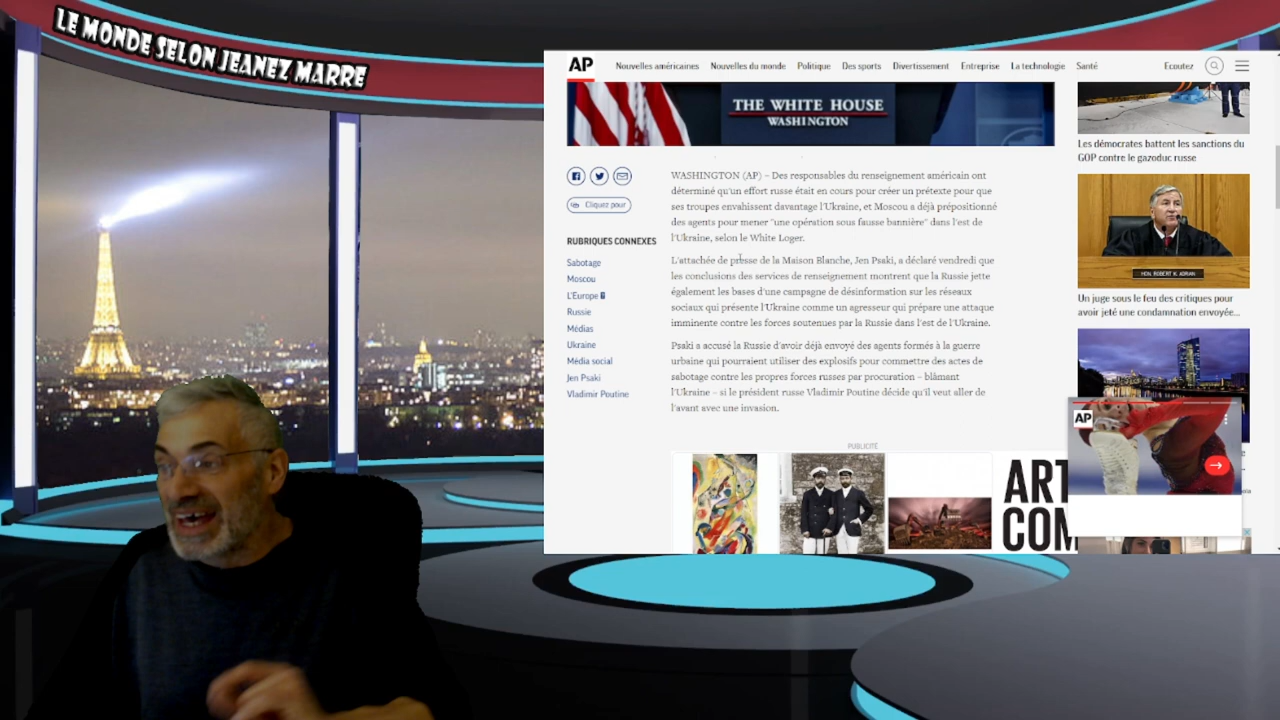 LE MONDE SELON JEANEZ MARRE
AP
Nouvelles américaines
Nouvelles du monde
Politique
Des sports
Divertissement
Entreprise
La technologie
Santé
Ecoutez
THE WHITE HOUSE
WASHINGTON
Cliquez pour
RUBRIQUES CONNEXES
Sabotage
Moscou
L'Europe
Russie
Médias
Ukraine
Média social
Jen Psaki
Vladimir Poutine
WASHINGTON (AP) – Des responsables du renseignement américain ont
déterminé qu'un effort russe était en cours pour créer un prétexte pour que
ses troupes envahissent davantage l'Ukraine, et Moscou a déjà prépositionné
des agents pour mener "une opération sous fausse bannière" dans l'est de
l'Ukraine, selon le White Loger.
L'attachée de presse de la Maison Blanche, Jen Psaki, a déclaré vendredi que
les conclusions des services de renseignement montrent que la Russie jette
également les bases d'une campagne de désinformation sur les réseaux
sociaux qui présente l'Ukraine comme un agresseur qui prépare une attaque
imminente contre les forces soutenues par la Russie dans l'est de l'Ukraine.
Psaki a accusé la Russie d'avoir déjà envoyé des agents formés à la guerre
urbaine qui pourraient utiliser des explosifs pour commettre des actes de
sabotage contre les propres forces russes par procuration – blâmant
l'Ukraine – si le président russe Vladimir Poutine décide qu'il veut aller de
l'avant avec une invasion.
PUBLICITÉ
ART
COM
Les démocrates battent les sanctions du
GOP contre le gazoduc russe
HON. ROBERT K. ADRIAN
Un juge sous le feu des critiques pour
avoir jeté une condamnation envoyée...
AP